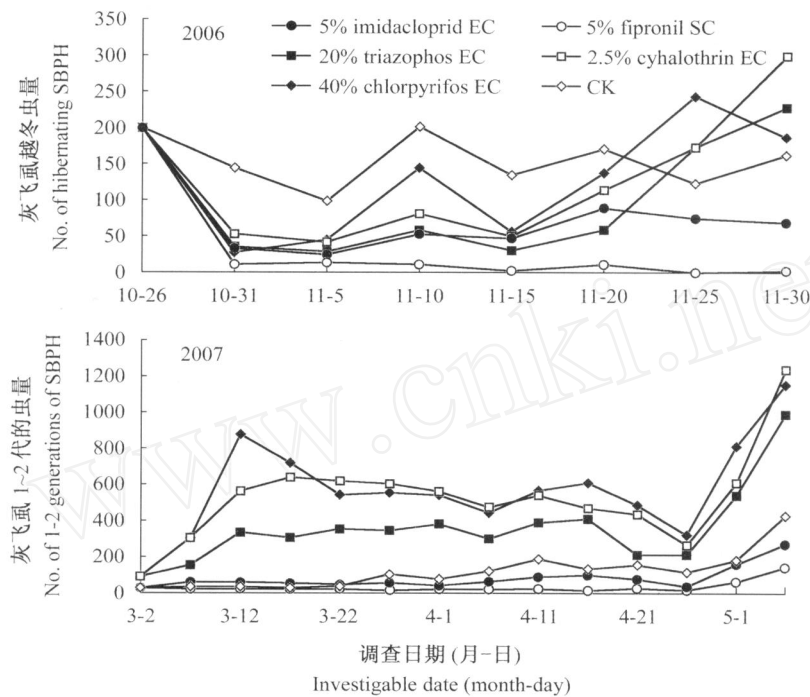 2006
5% imidacloprid EC
5% fipronil SC
20% triazophos EC
2.5% cyhalothrin EC
40% chlorpyrifos EC
CK
灰飞虱越冬虫量
No. of hibernating SBPH
350
300
250
200
150
100
50
0
10-26 10-31 11-5 11-10 11-15 11-20 11-25 11-30
2007
灰飞虱 1~2 代的虫量
No. of 1-2 generations of SBPH
1400
1200
1000
800
600
400
200
0
3-2 3-12 3-22 4-1 4-11 4-21 5-1
调查日期 (月-日)
Investigable date (month-day)
www.cnki.net